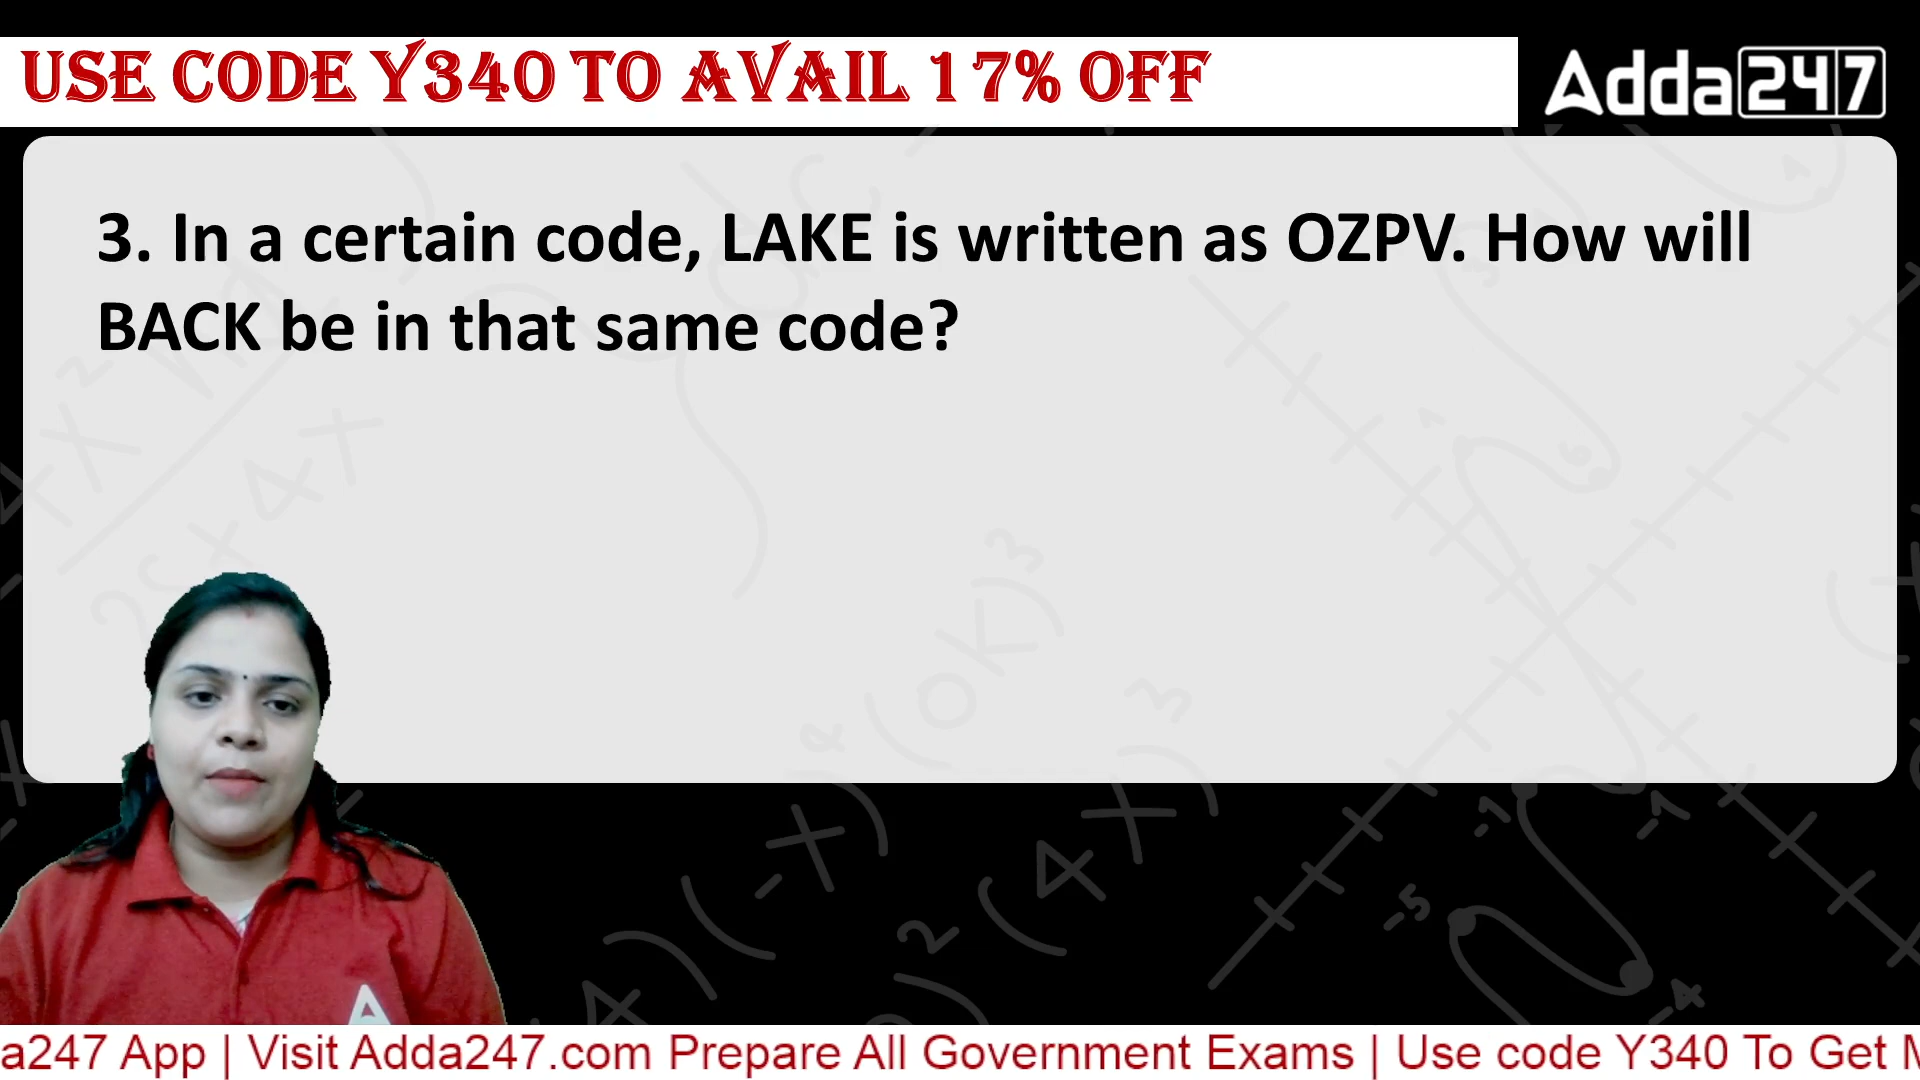 USE CODE Y340 TO AVAIL 17% OFF
Adda247
3. In a certain code, LAKE is written as OZPV. How will
BACK be in that same code?
a247 App | Visit Adda247.com Prepare All Government Exams | Use code Y340 To Get